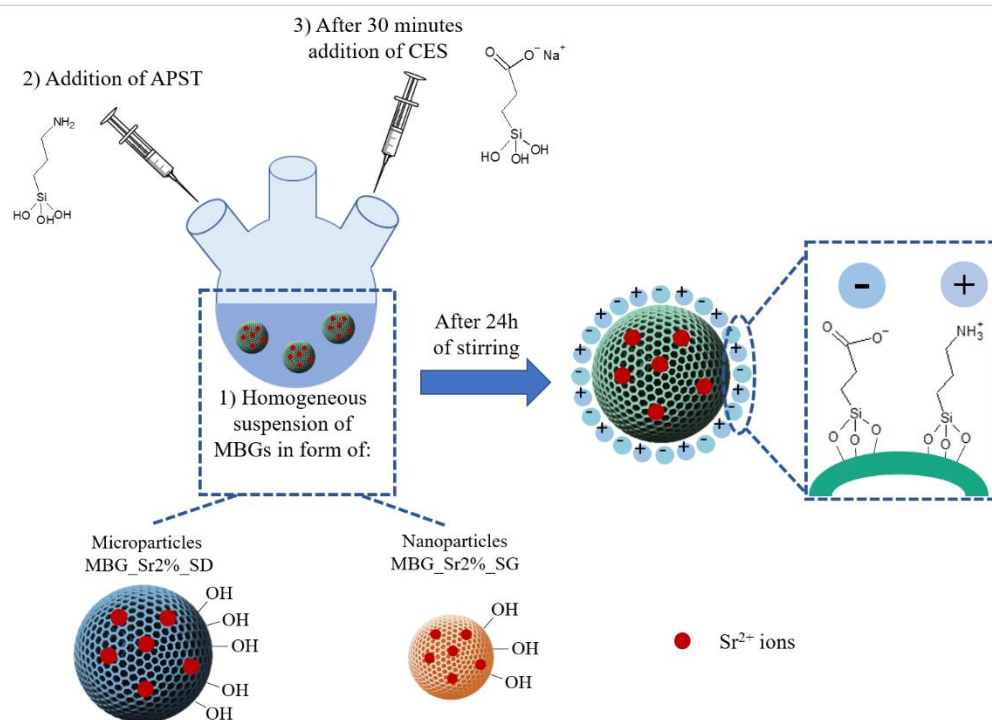 3) After 30 minutes
addition of CES
2) Addition of APST
NH₂
Si
HO OH OH
O O⁻ Na⁺
Si
HO OH OH
1) Homogeneous
suspension of
MBGs in form of:
After 24h
of stirring
- +
O O⁻
Si
O O O
NH₃⁺
Si
O O O
Microparticles
MBG_Sr2%_SD
OH
OH
OH
OH
OH
Nanoparticles
MBG_Sr2%_SG
OH
OH
OH
Sr²⁺ ions